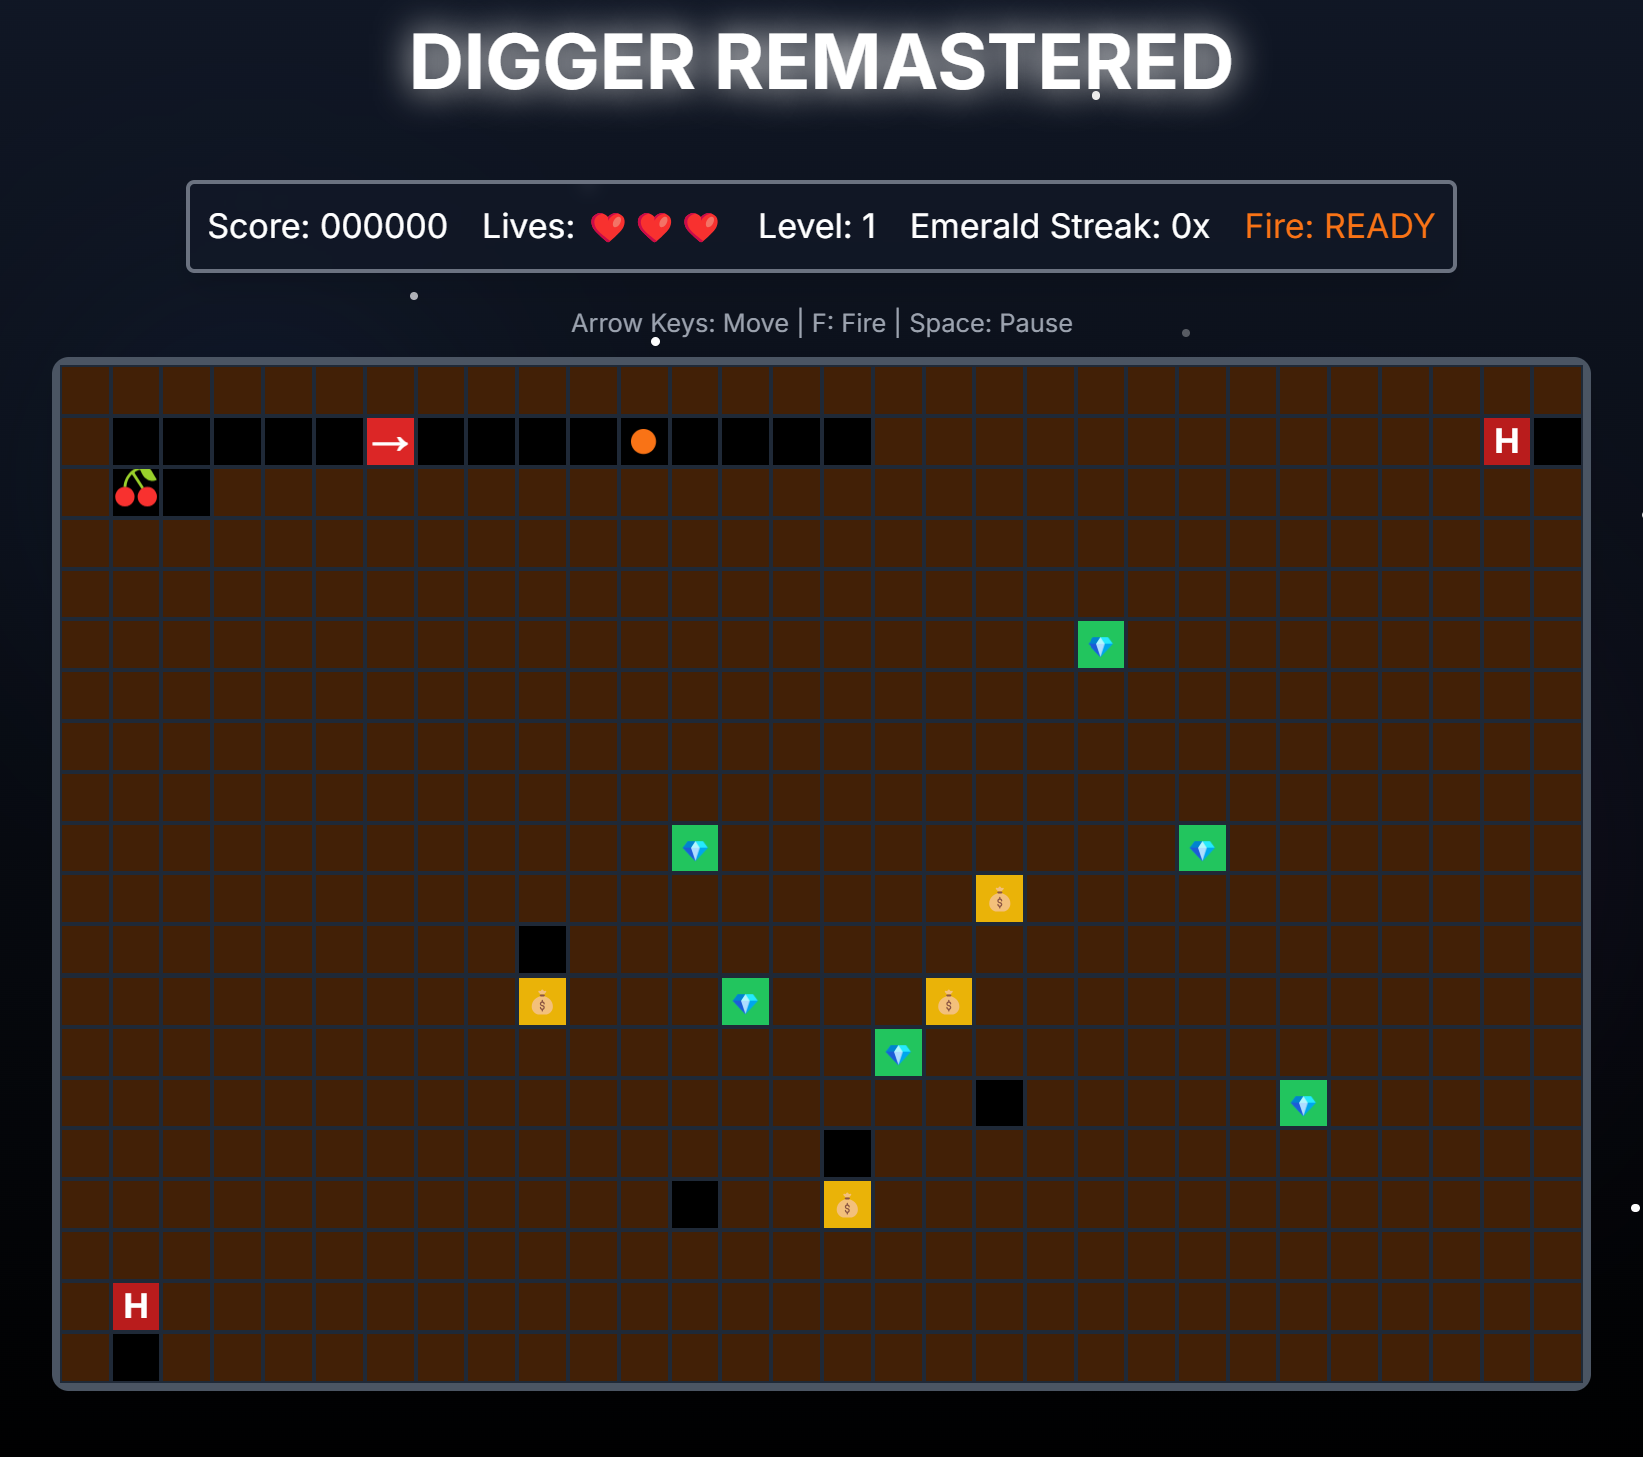 DIGGER REMASTERED
Score: 000000 Lives: ❤️ ❤️ ❤️ Level: 1 Emerald Streak: 0x Fire: READY
Arrow Keys: Move | F: Fire | Space: Pause
→ H
$
$ $
$
H